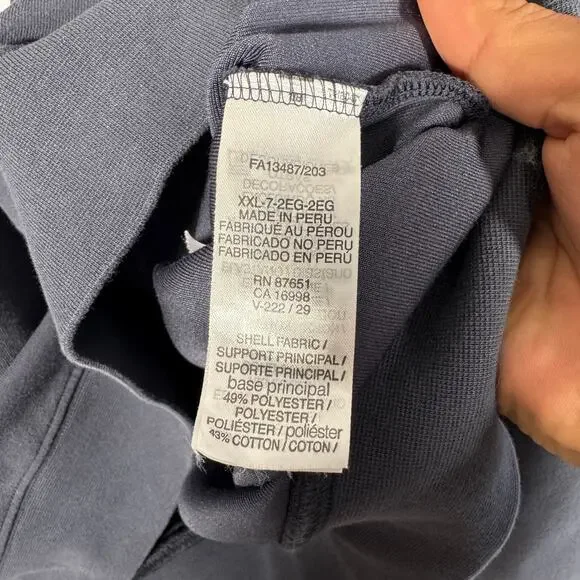 FA13487/203
XXL-7-2EG-2EG
MADE IN PERU
FABRIQUÉ AU PÉROU
FABRICADO NO PERU
FABRICADO EN PERÚ
RN 87651
CA 16998
V-222 / 29
SHELL FABRIC /
SUPPORT PRINCIPAL /
SUPORTE PRINCIPAL /
base principal
49% POLYESTER /
POLYESTER /
POLIÉSTER / poliéster
43% COTTON / COTON /